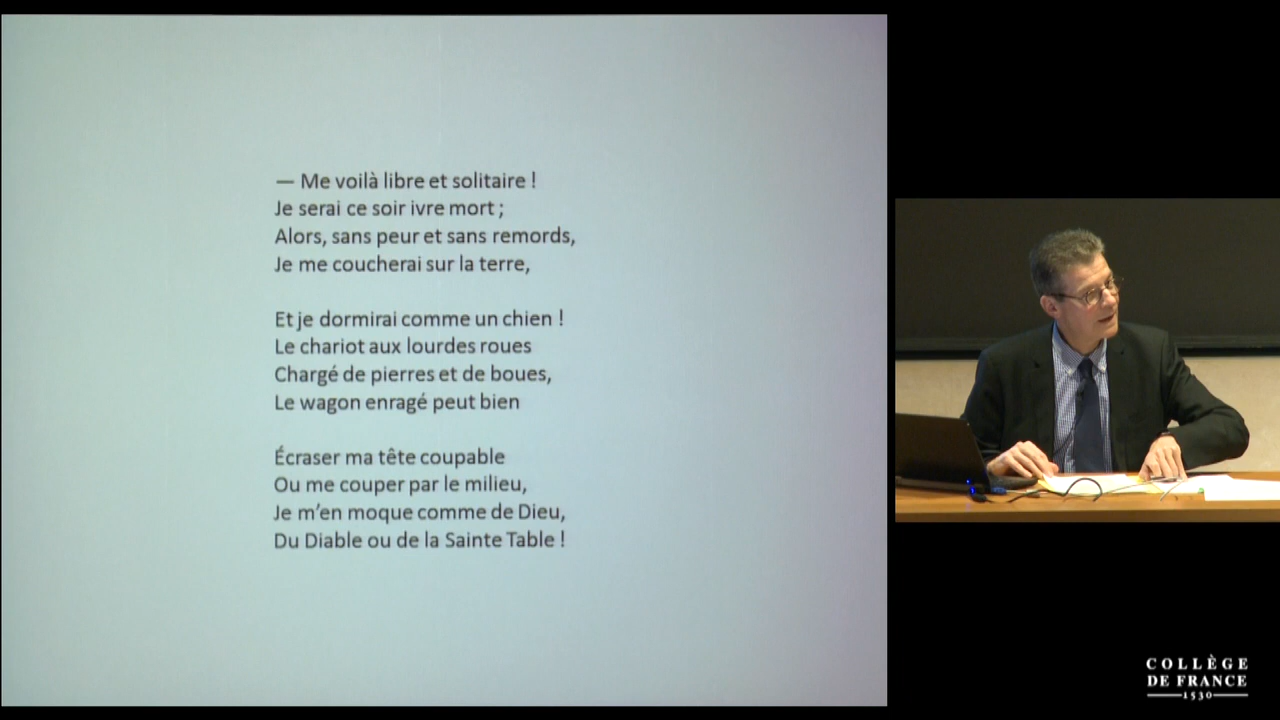 — Me voilà libre et solitaire !
Je serai ce soir ivre mort ;
Alors, sans peur et sans remords,
Je me coucherai sur la terre,
Et je dormirai comme un chien !
Le chariot aux lourdes roues
Chargé de pierres et de boues,
Le wagon enragé peut bien
Écraser ma tête coupable
Ou me couper par le milieu,
Je m’en moque comme de Dieu,
Du Diable ou de la Sainte Table !
COLLÈGE
DE FRANCE
1530